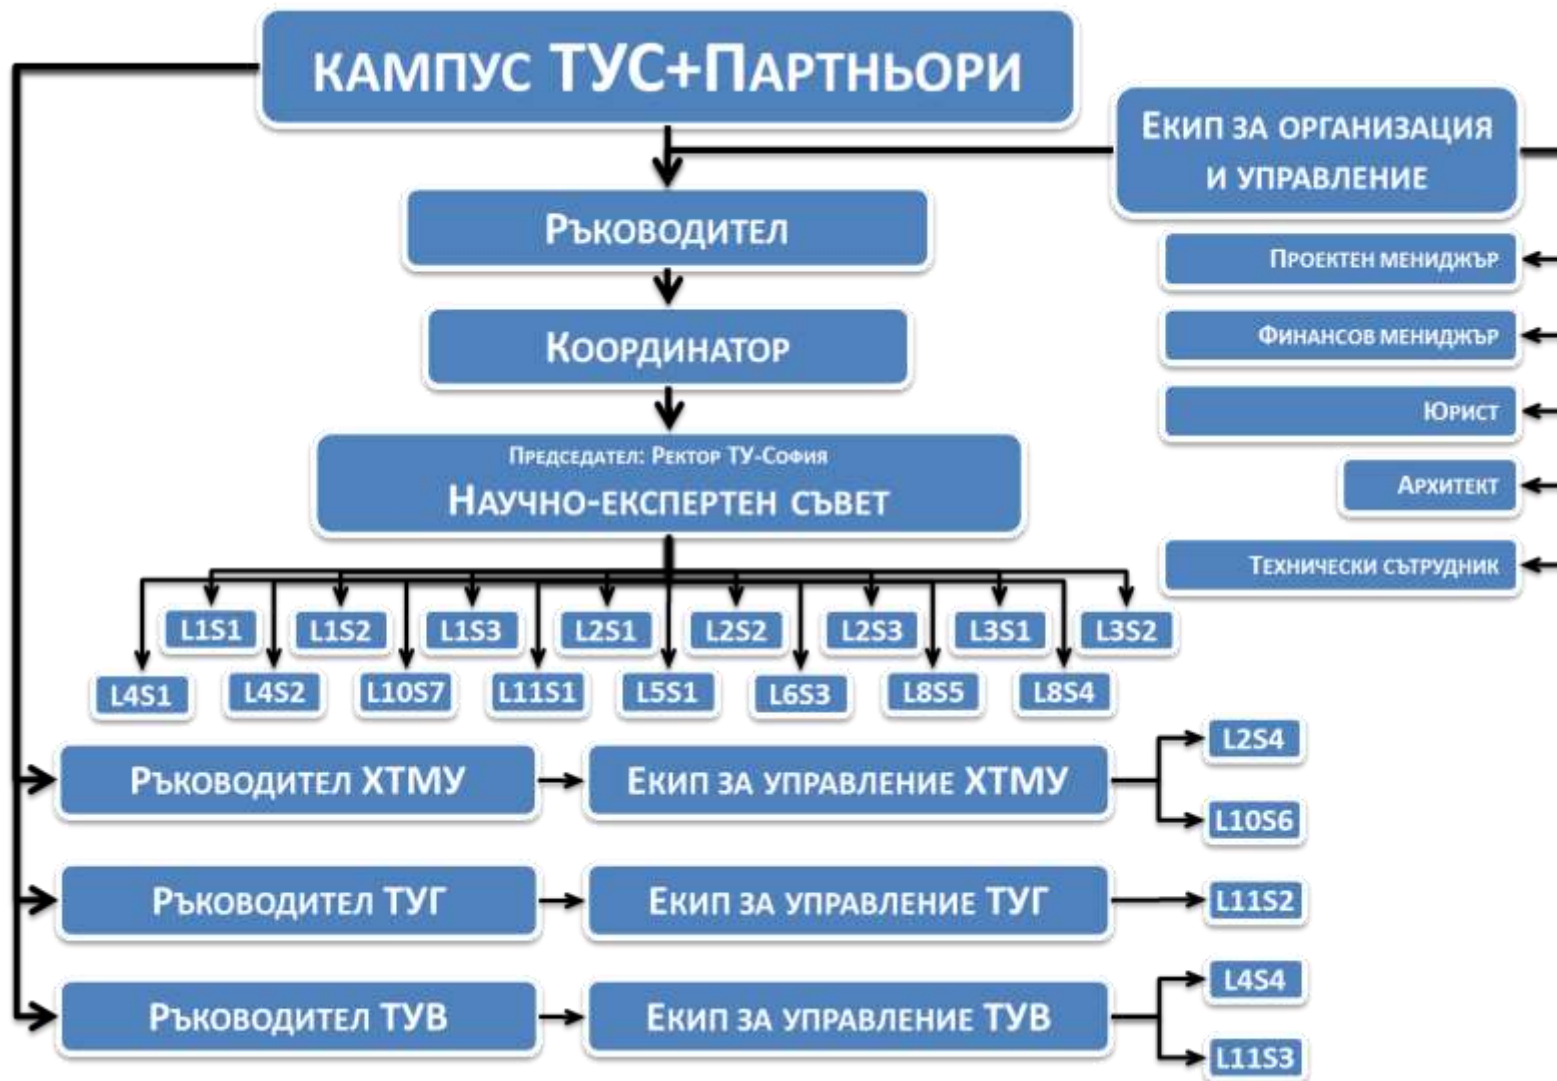 КАМПУС ТУС+ПАРТНЬОРИ
ЕКИП ЗА ОРГАНИЗАЦИЯ
И УПРАВЛЕНИЕ
РЪКОВОДИТЕЛ
ПРОЕКТЕН МЕНИДЖЪР
ФИНАНСОВ МЕНИДЖЪР
КООРДИНАТОР
ЮРИСТ
ПРЕДСЕДАТЕЛ: РЕКТОР ТУ-СОФИЯ
НАУЧНО-ЕКСПЕРТЕН СЪВЕТ
АРХИТЕКТ
ТЕХНИЧЕСКИ СЪТРУДНИК
L1S1 L1S2 L1S3 L2S1 L2S2 L2S3 L3S1 L3S2
L4S1 L4S2 L10S7 L11S1 L5S1 L6S3 L8S5 L8S4
РЪКОВОДИТЕЛ ХТМУ
ЕКИП ЗА УПРАВЛЕНИЕ ХТМУ
L2S4
L10S6
РЪКОВОДИТЕЛ ТУГ
ЕКИП ЗА УПРАВЛЕНИЕ ТУГ
L11S2
РЪКОВОДИТЕЛ ТУВ
ЕКИП ЗА УПРАВЛЕНИЕ ТУВ
L4S4
L11S3